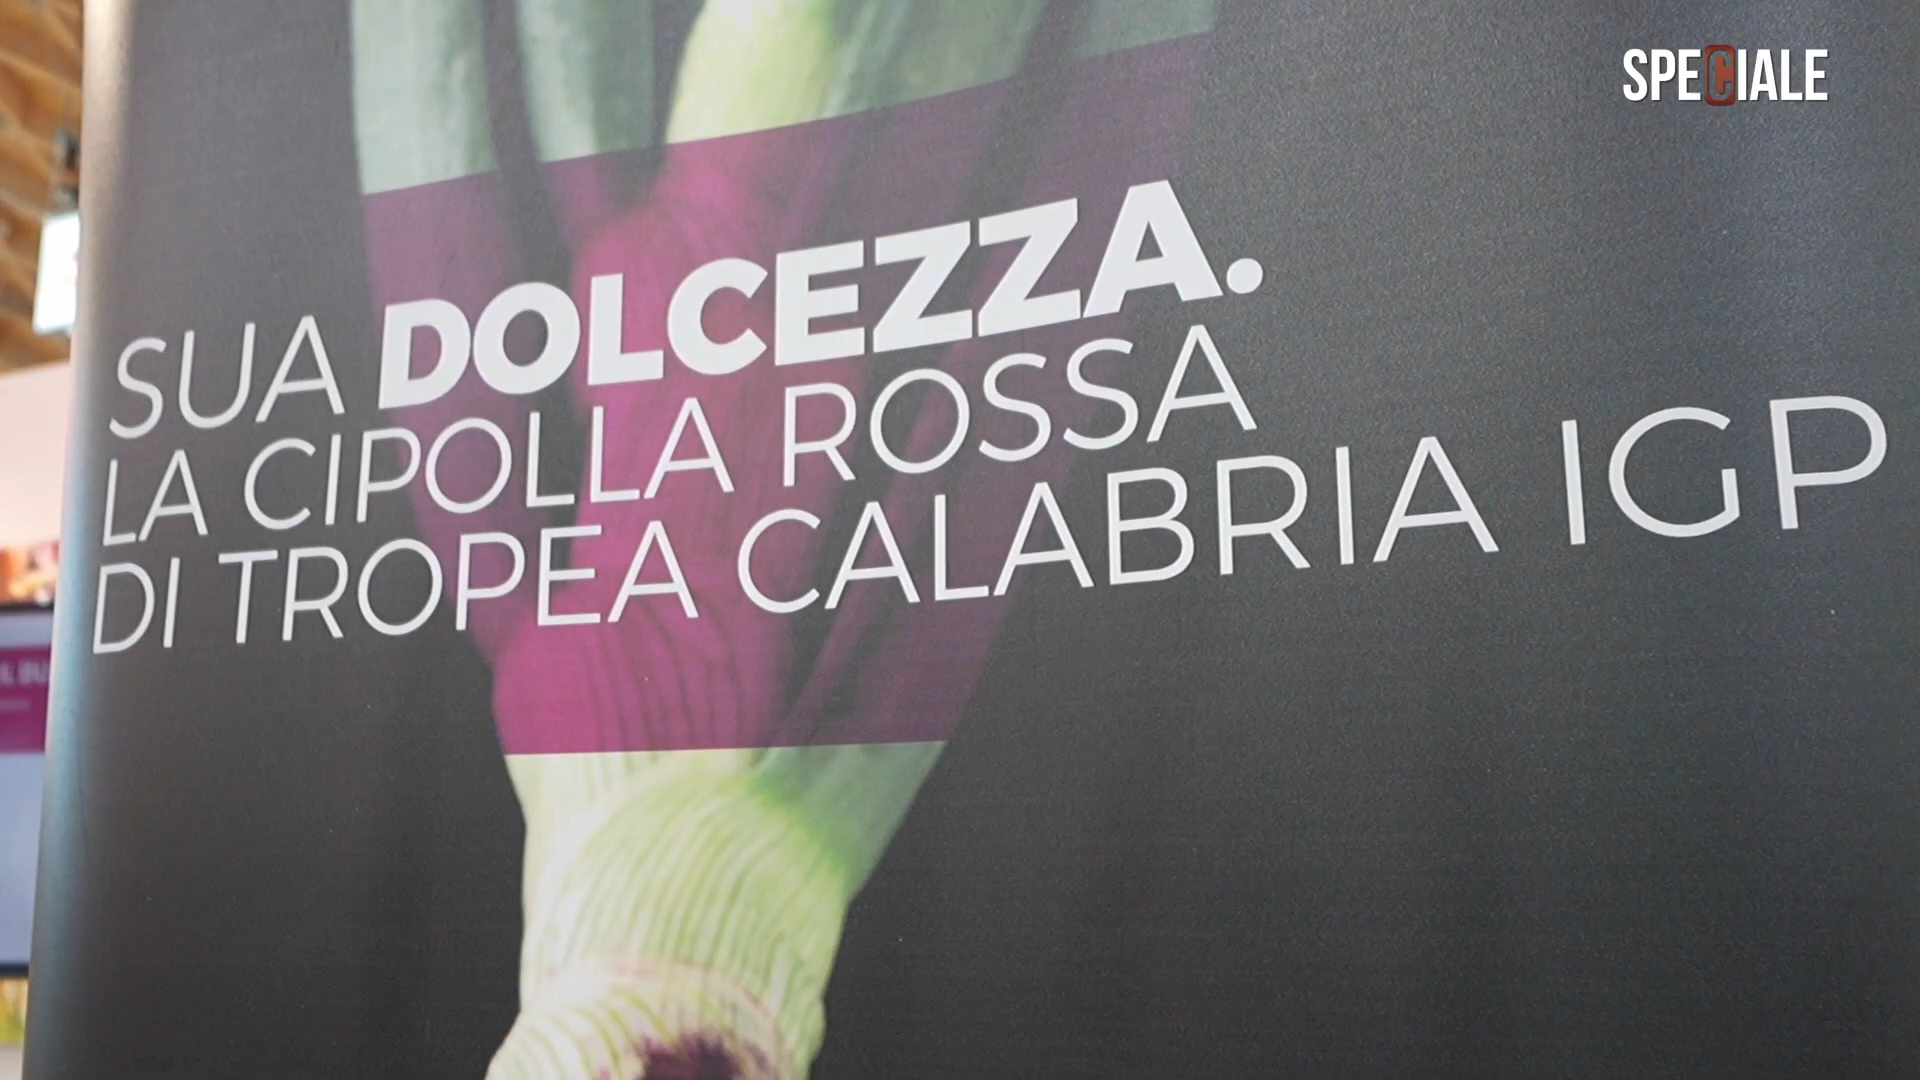 SPECIALE
SUA DOLCEZZA.
LA CIPOLLA ROSSA
DI TROPEA CALABRIA IGP